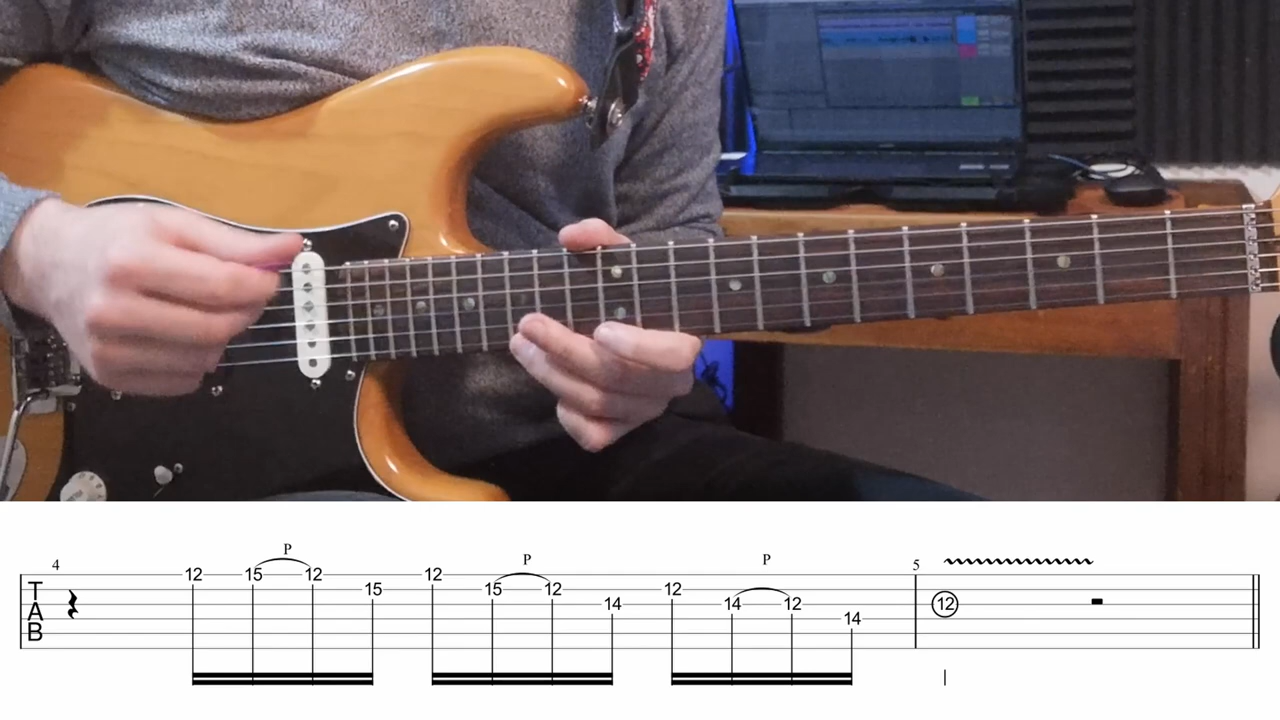 P P P
4 5
12 15 12 12
T 15 15 12 12
A 14 14 12 12
B 14